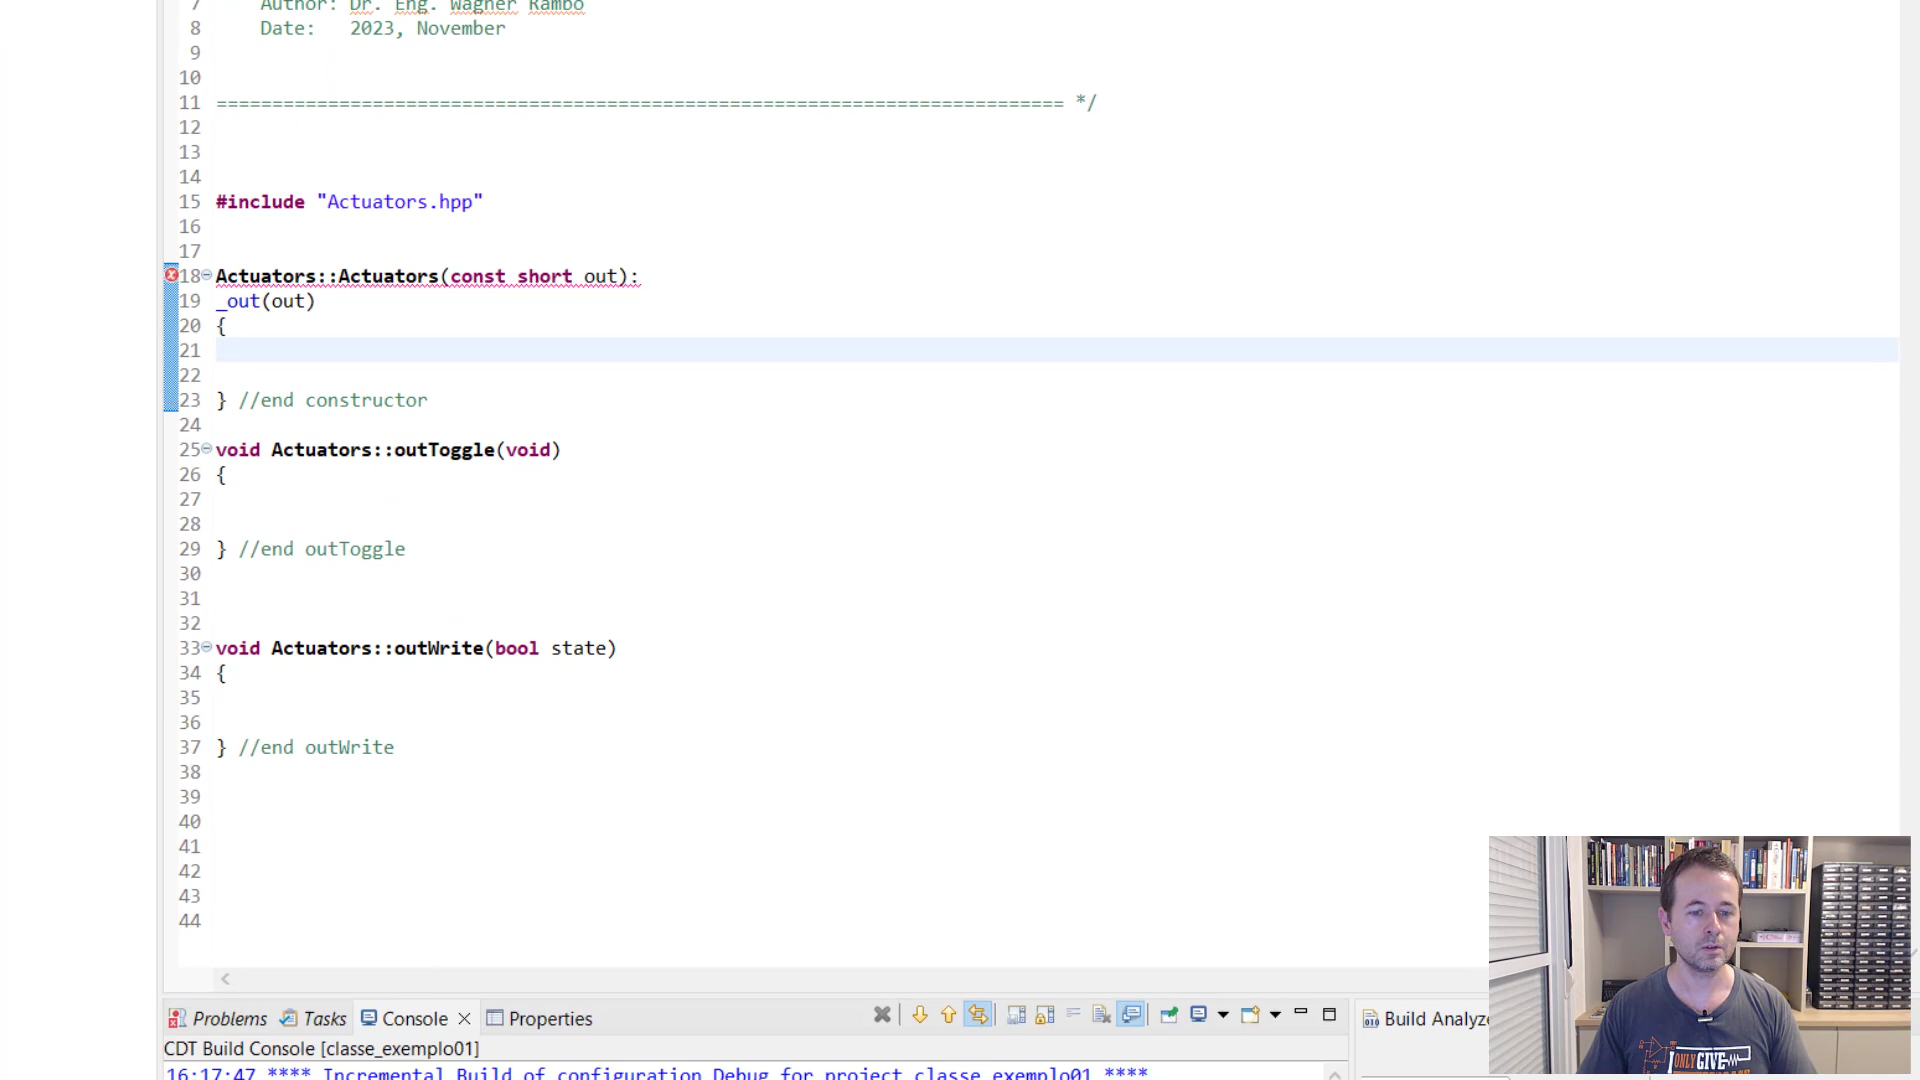 7 Author: Dr. Eng. Wagner Rambo
8 Date: 2023, November
9
10
11 ============================================================================ */
12
13
14
15 #include "Actuators.hpp"
16
17
18 Actuators::Actuators(const short out):
19 _out(out)
20 {
21
22
23 } //end constructor
24
25 void Actuators::outToggle(void)
26 {
27
28
29 } //end outToggle
30
31
32
33 void Actuators::outWrite(bool state)
34 {
35
36
37 } //end outWrite
38
39
40
41
42
43
44
Problems Tasks Console Properties Build Analyze
CDT Build Console [classe_exemplo01]
16:17:47 **** Incremental Build of configuration Debug for project classe_exemplo01 ****
ONLY GIVE